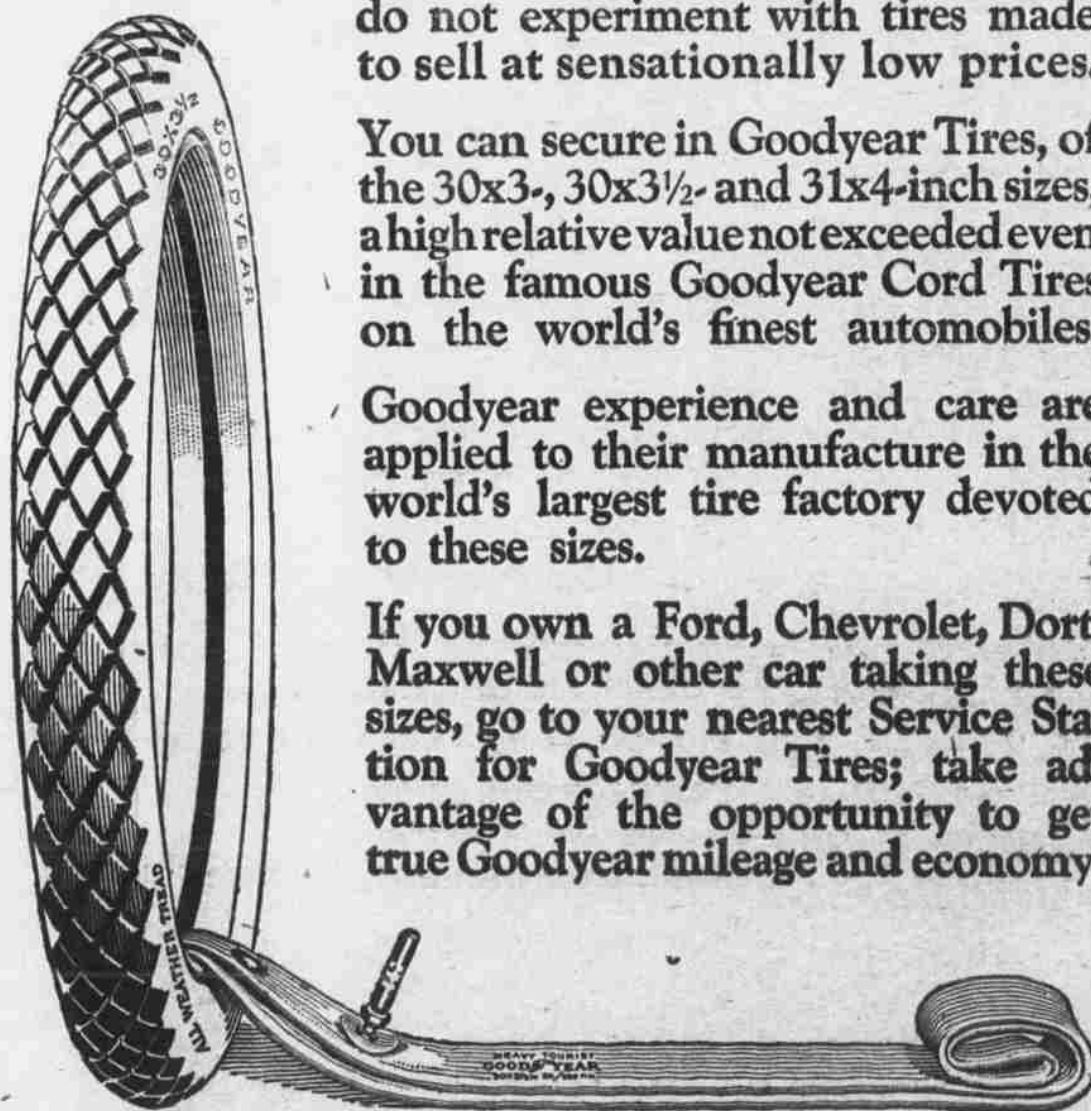 do not experiment with tires made
to sell at sensationally low prices.
You can secure in Goodyear Tires, of
the 30x3-, 30x3½- and 31x4-inch sizes
a high relative value not exceeded even
in the famous Goodyear Cord Tires
on the world's finest automobiles
Goodyear experience and care are
applied to their manufacture in the
world's largest tire factory devoted
to these sizes.
If you own a Ford, Chevrolet, Dort
Maxwell or other car taking these
sizes, go to your nearest Service Sta
tion for Goodyear Tires; take ad
vantage of the opportunity to ge
true Goodyear mileage and economy
30X3½
GOODYEAR
ALL WEATHER TREAD
HEAVY TOURIST
GOODYEAR